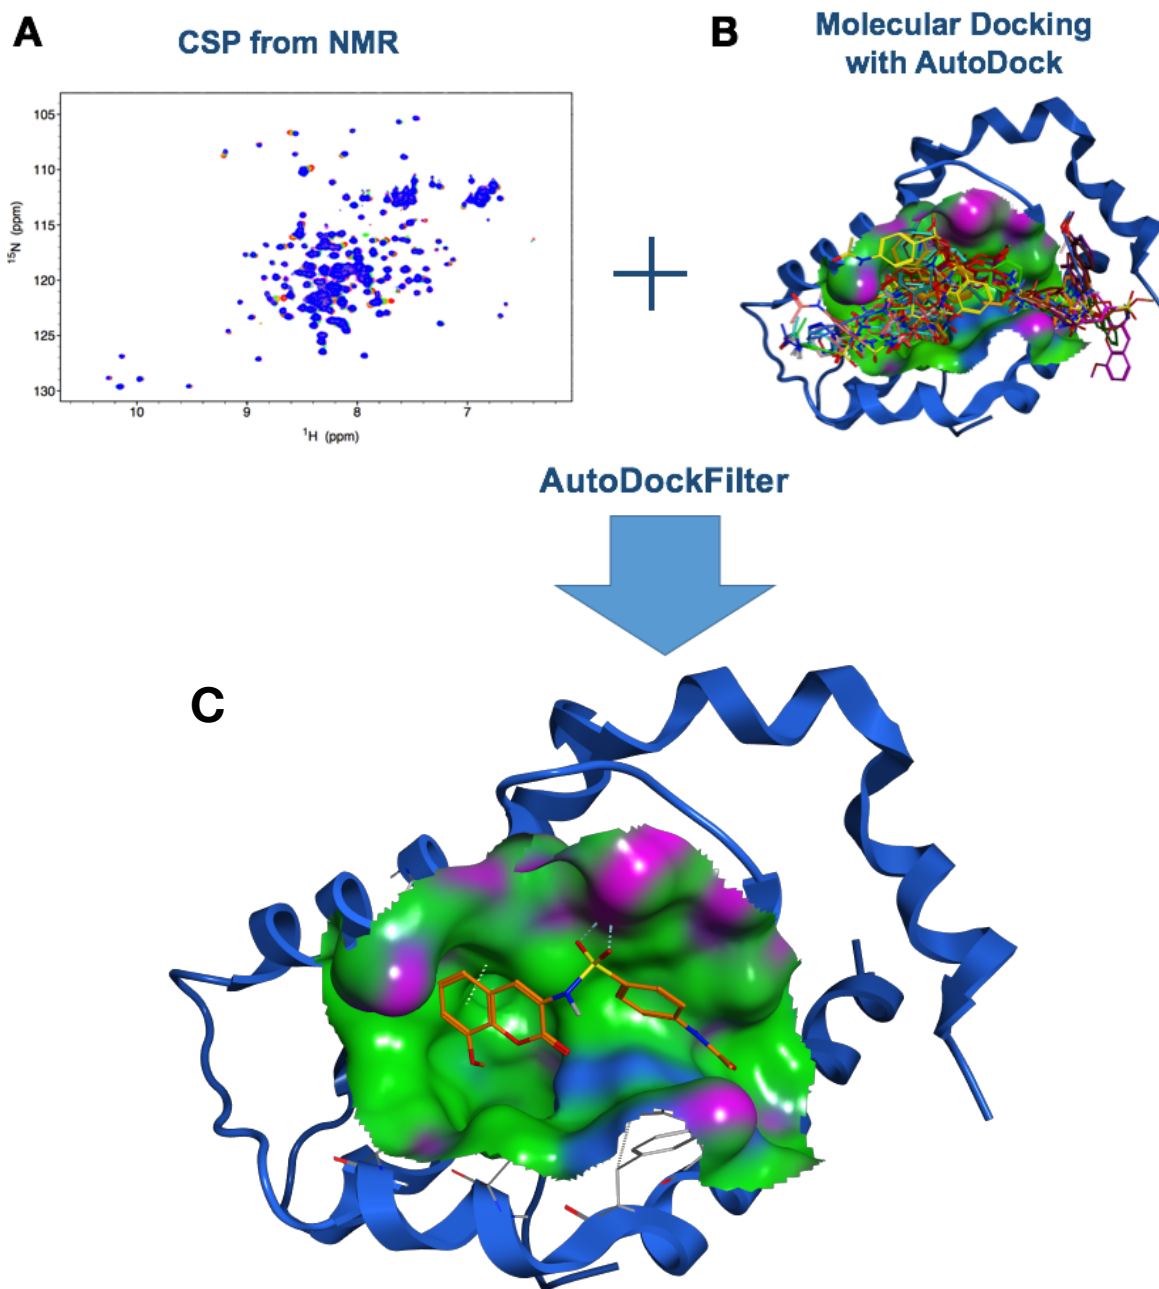 A
CSP from NMR
B
Molecular Docking
with AutoDock
105
110
115
120
125
130
¹⁵N (ppm)
10
9
8
7
¹H (ppm)
+
AutoDockFilter
C